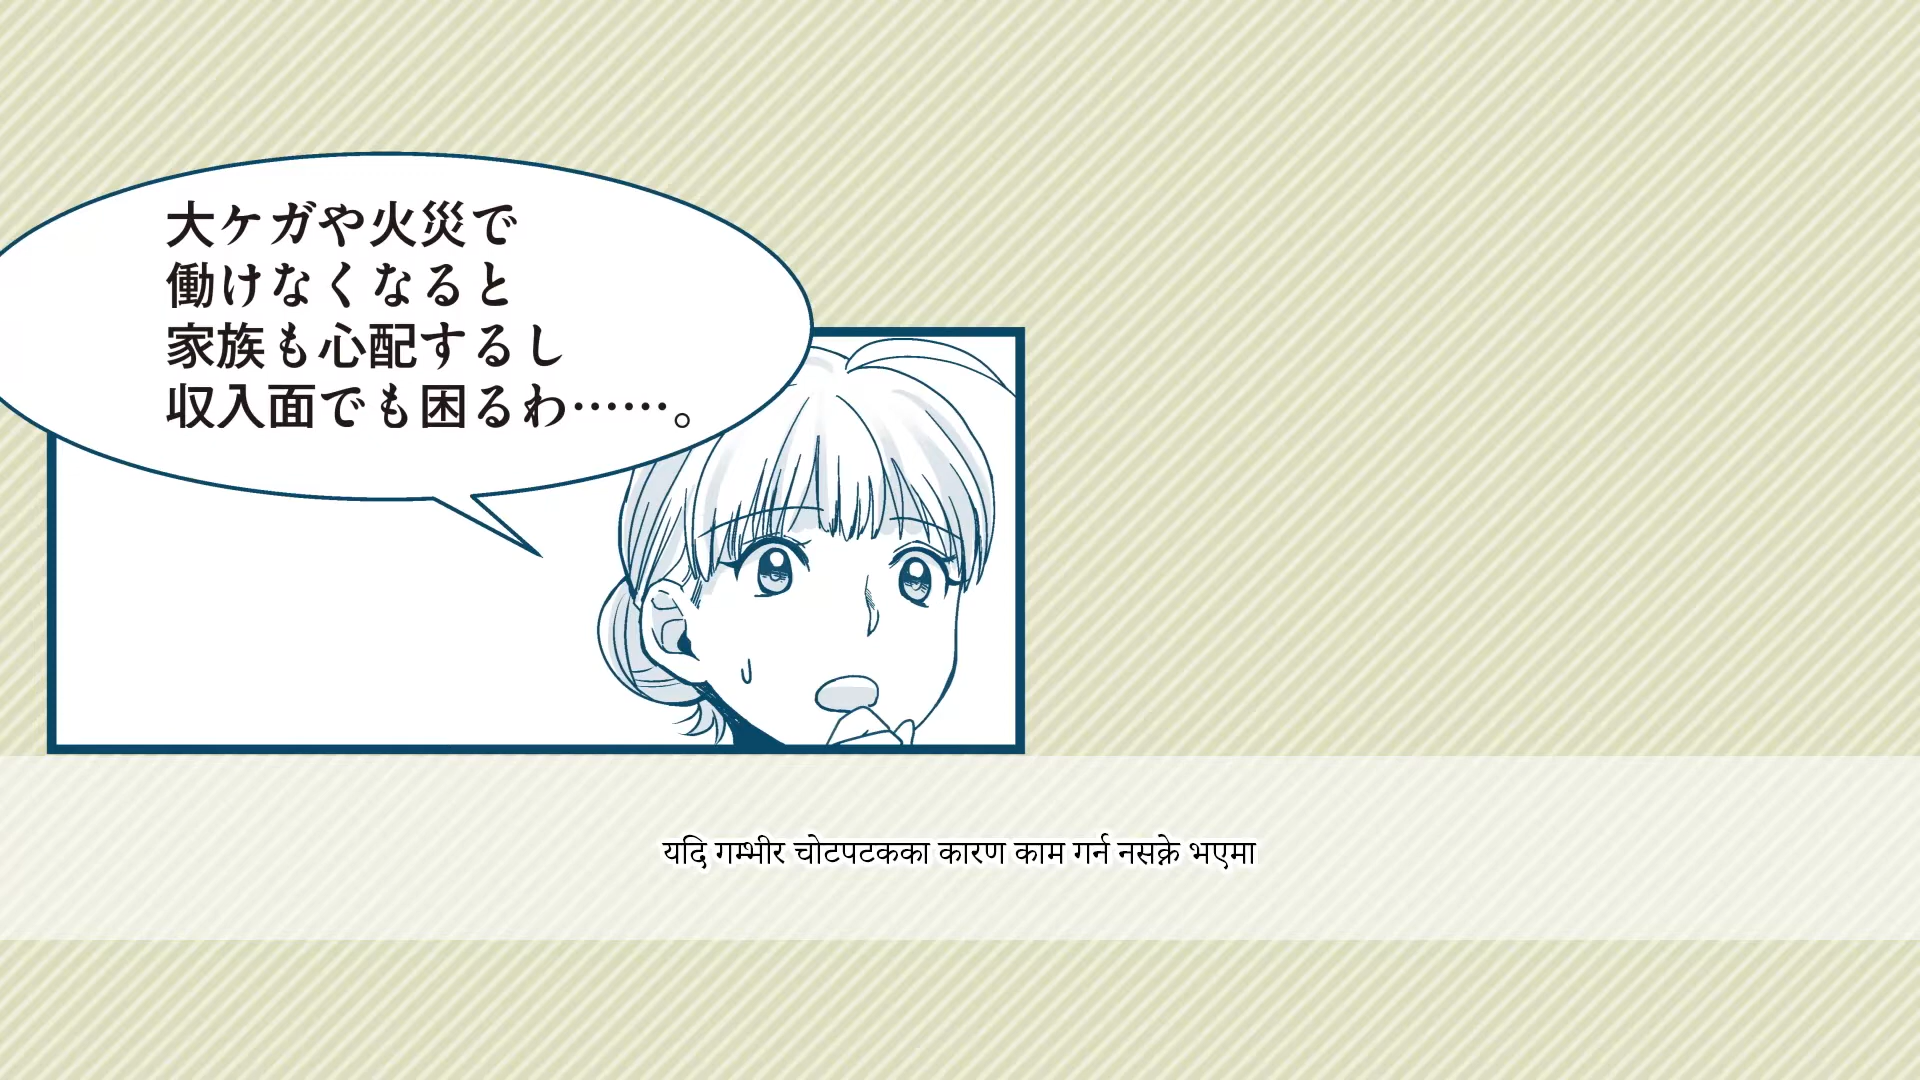 大ケガや火災で
働けなくなると
家族も心配するし
収入面でも困るわ……。
यदि गम्भीर चोटपटकका कारण काम गर्न नसक्ने भएमा